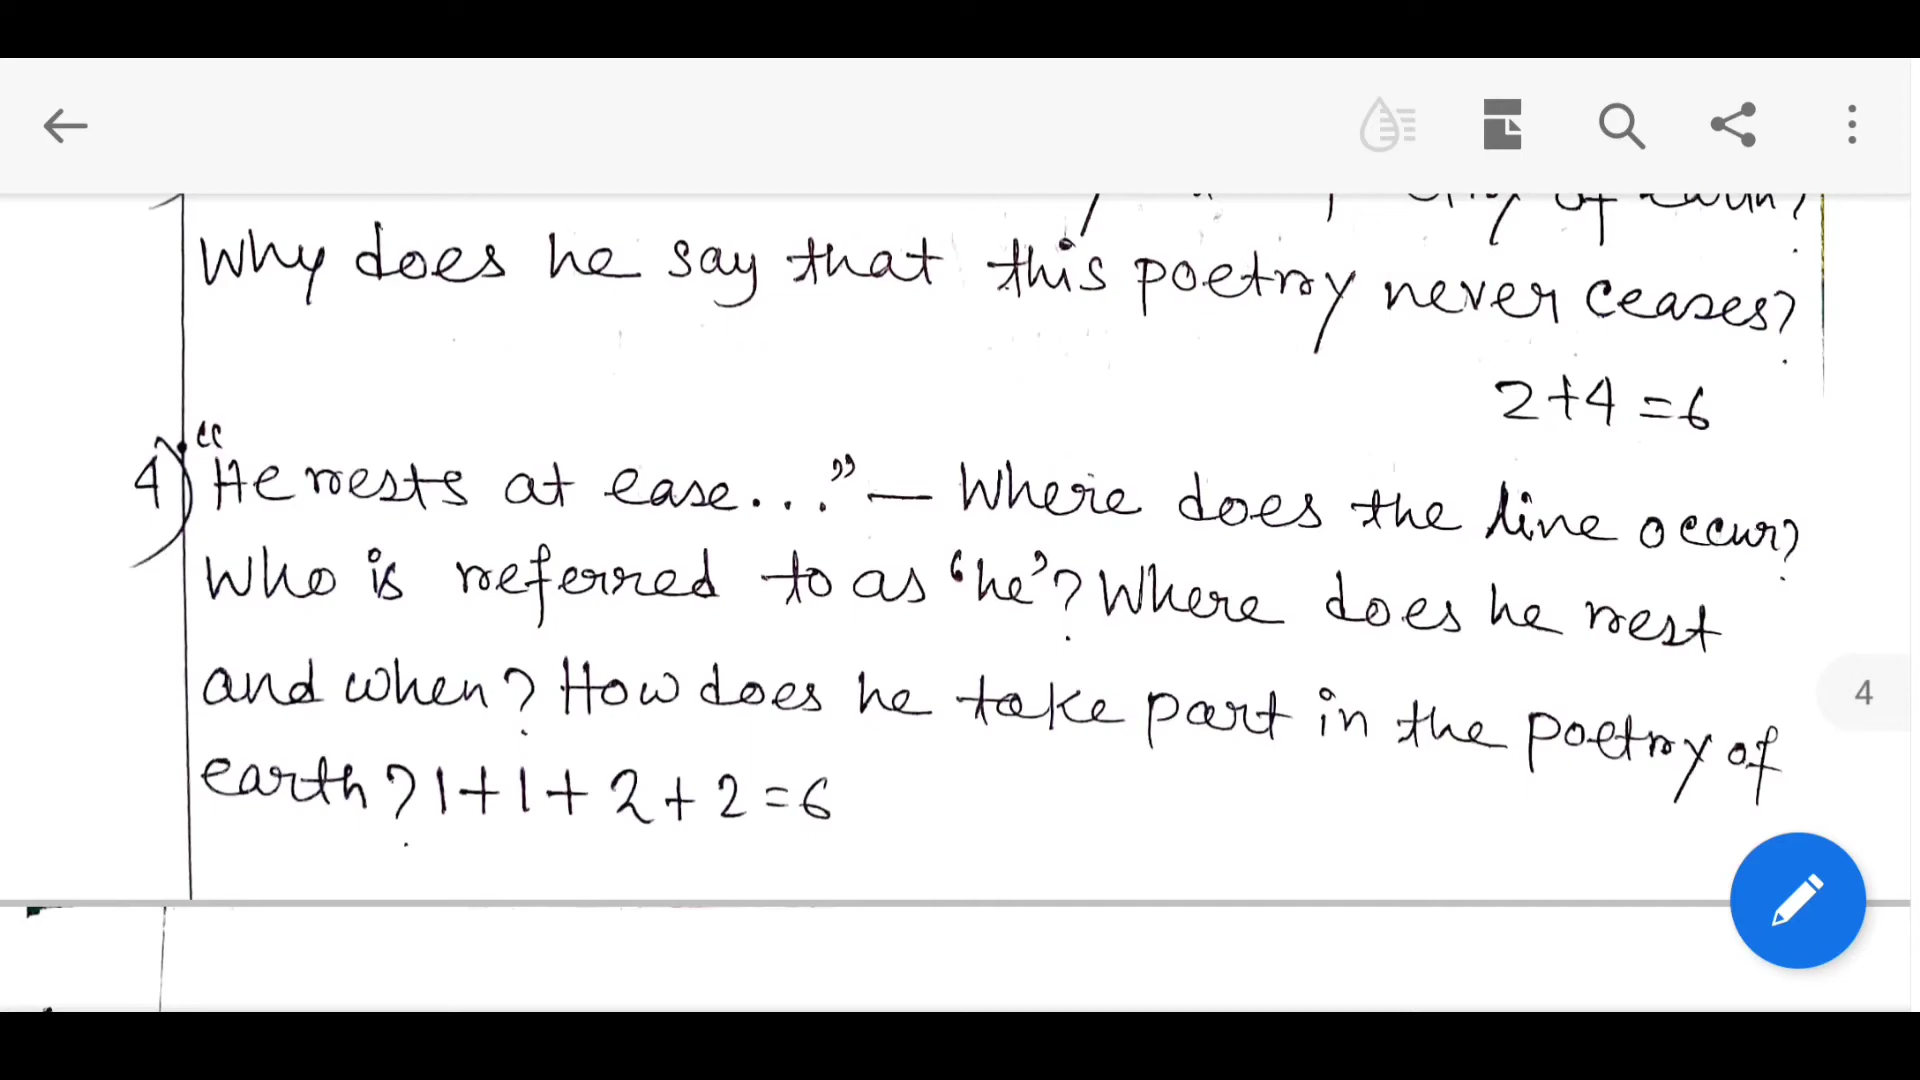 Why does he say that this poetry never ceases?
2+4=6
4) "He rests at ease..." — Where does the line occur?
Who is referred to as 'he'? Where does he rest
and when? How does he take part in the poetry of
earth? 1+1+2+2=6
4